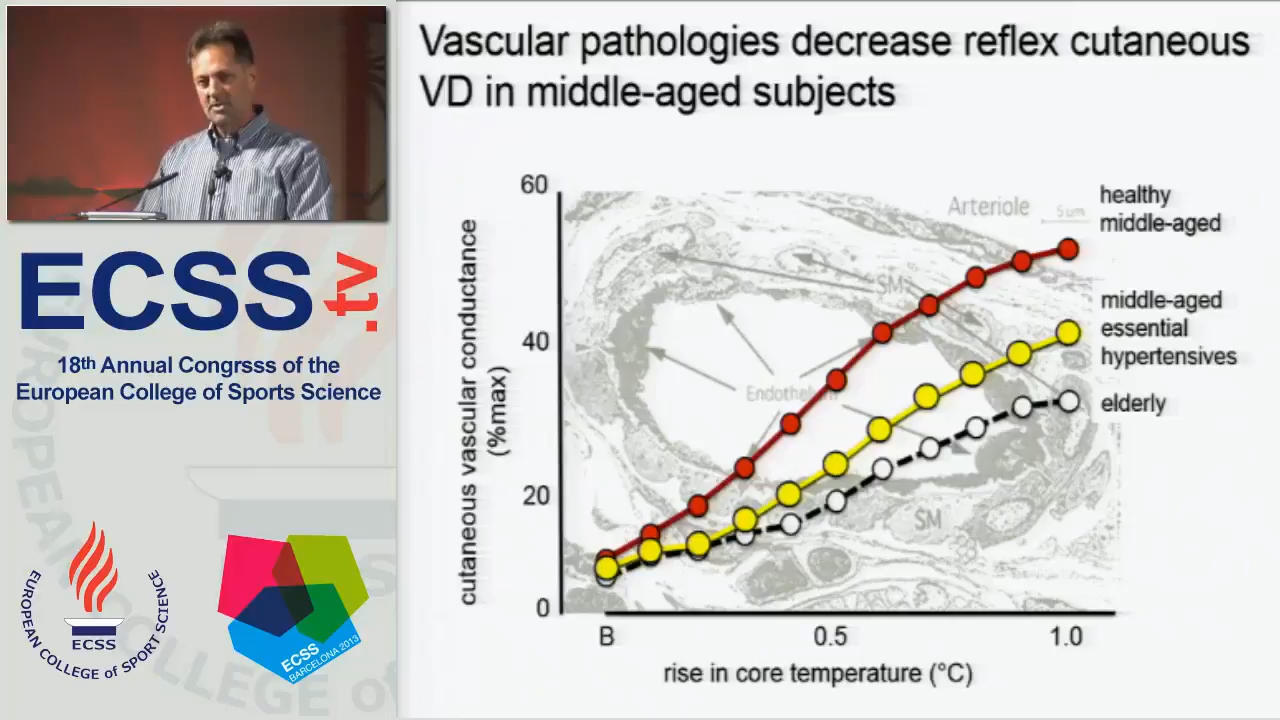 Vascular pathologies decrease reflex cutaneous
VD in middle-aged subjects
60
40
20
0
cutaneous vascular conductance
(%max)
Arteriole
5 um
SM
Endothelium
SM
healthy
middle-aged
middle-aged
essential
hypertensives
elderly
B
0.5
1.0
rise in core temperature (°C)
ECSS.tv
18th Annual Congrsss of the
European College of Sports Science
EUROPEAN COLLEGE of SPORT SCIENCE
ECSS
ECSS
BARCELONA 2013